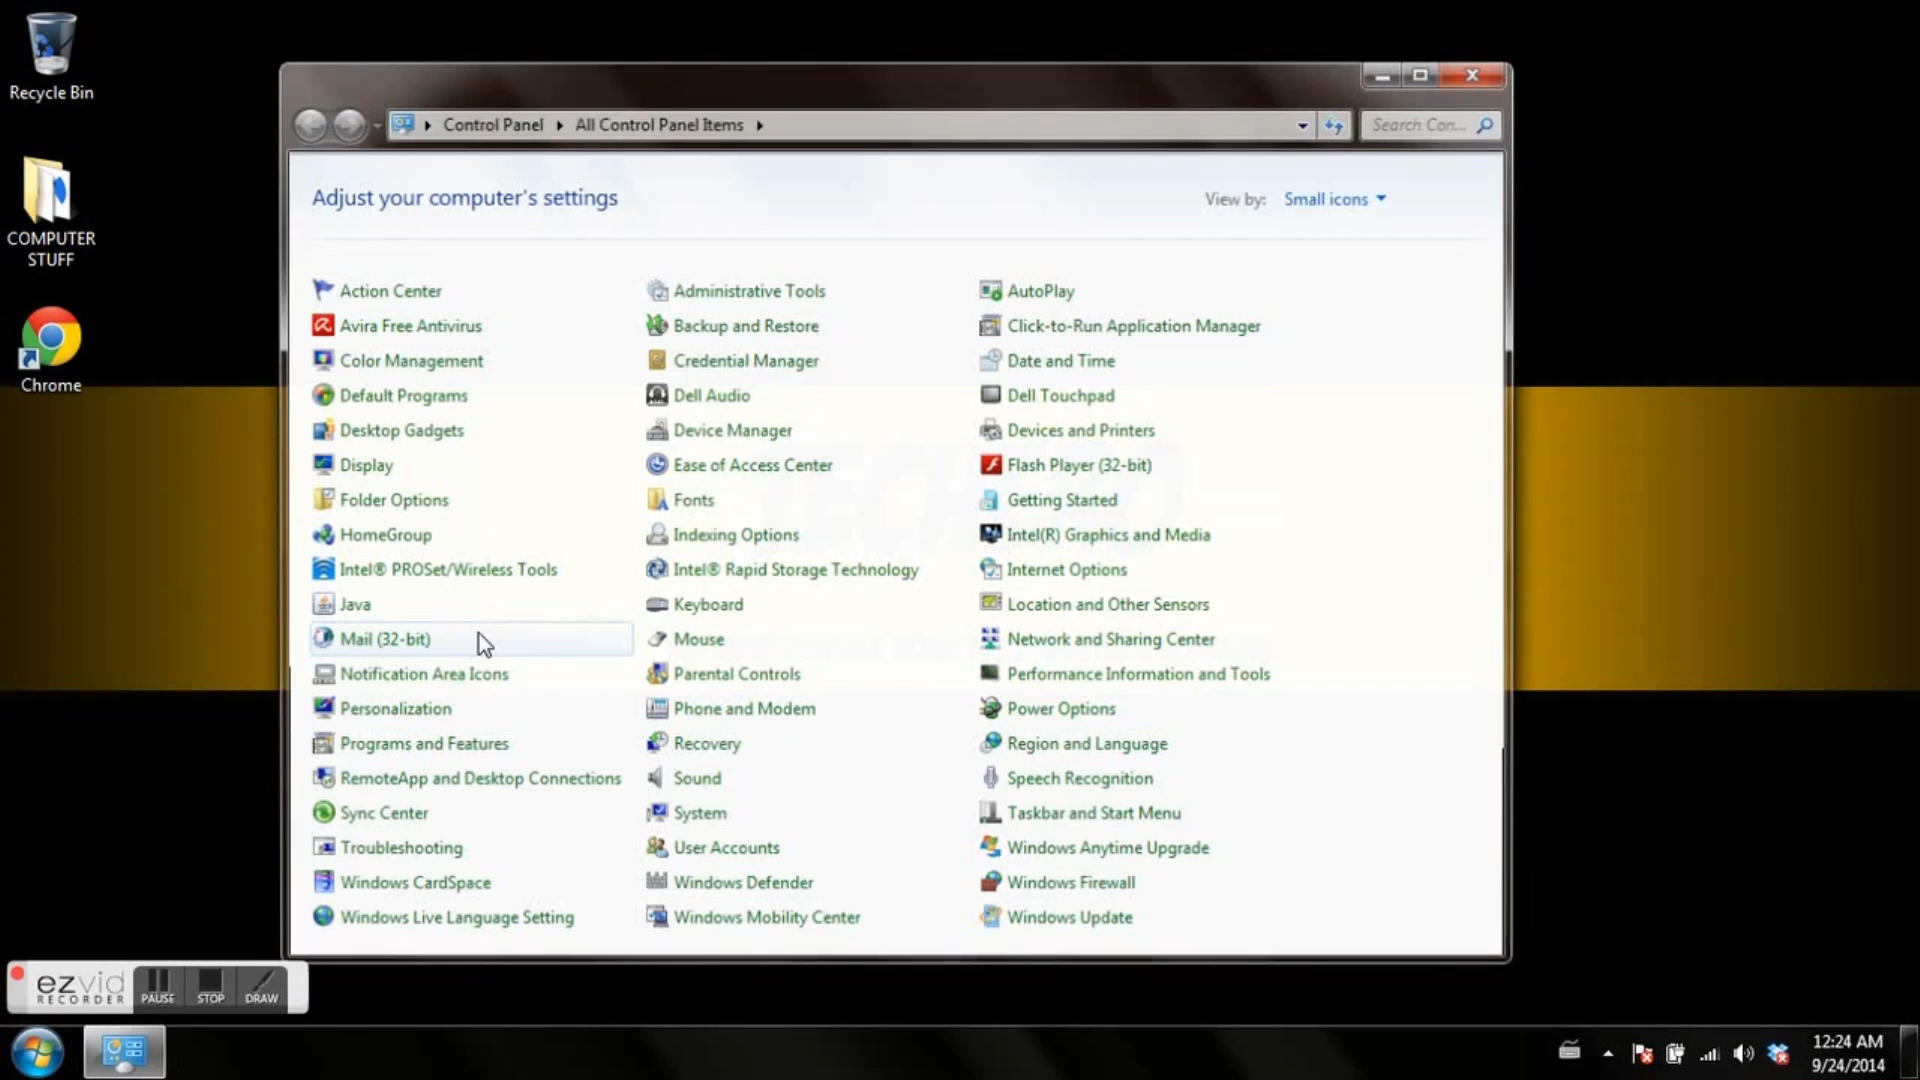 Recycle Bin
COMPUTER
STUFF
Chrome
Control Panel
All Control Panel Items
Search Con...
Adjust your computer's settings
View by: Small icons
Action Center
Administrative Tools
AutoPlay
Avira Free Antivirus
Backup and Restore
Click-to-Run Application Manager
Color Management
Credential Manager
Date and Time
Default Programs
Dell Audio
Dell Touchpad
Desktop Gadgets
Device Manager
Devices and Printers
Display
Ease of Access Center
Flash Player (32-bit)
Folder Options
Fonts
Getting Started
HomeGroup
Indexing Options
Intel(R) Graphics and Media
Intel® PROSet/Wireless Tools
Intel® Rapid Storage Technology
Internet Options
Java
Keyboard
Location and Other Sensors
Mail (32-bit)
Mouse
Network and Sharing Center
Notification Area Icons
Parental Controls
Performance Information and Tools
Personalization
Phone and Modem
Power Options
Programs and Features
Recovery
Region and Language
RemoteApp and Desktop Connections
Sound
Speech Recognition
Sync Center
System
Taskbar and Start Menu
Troubleshooting
User Accounts
Windows Anytime Upgrade
Windows CardSpace
Windows Defender
Windows Firewall
Windows Live Language Setting
Windows Mobility Center
Windows Update
ezvid
RECORDER
PAUSE
STOP
DRAW
12:24 AM
9/24/2014